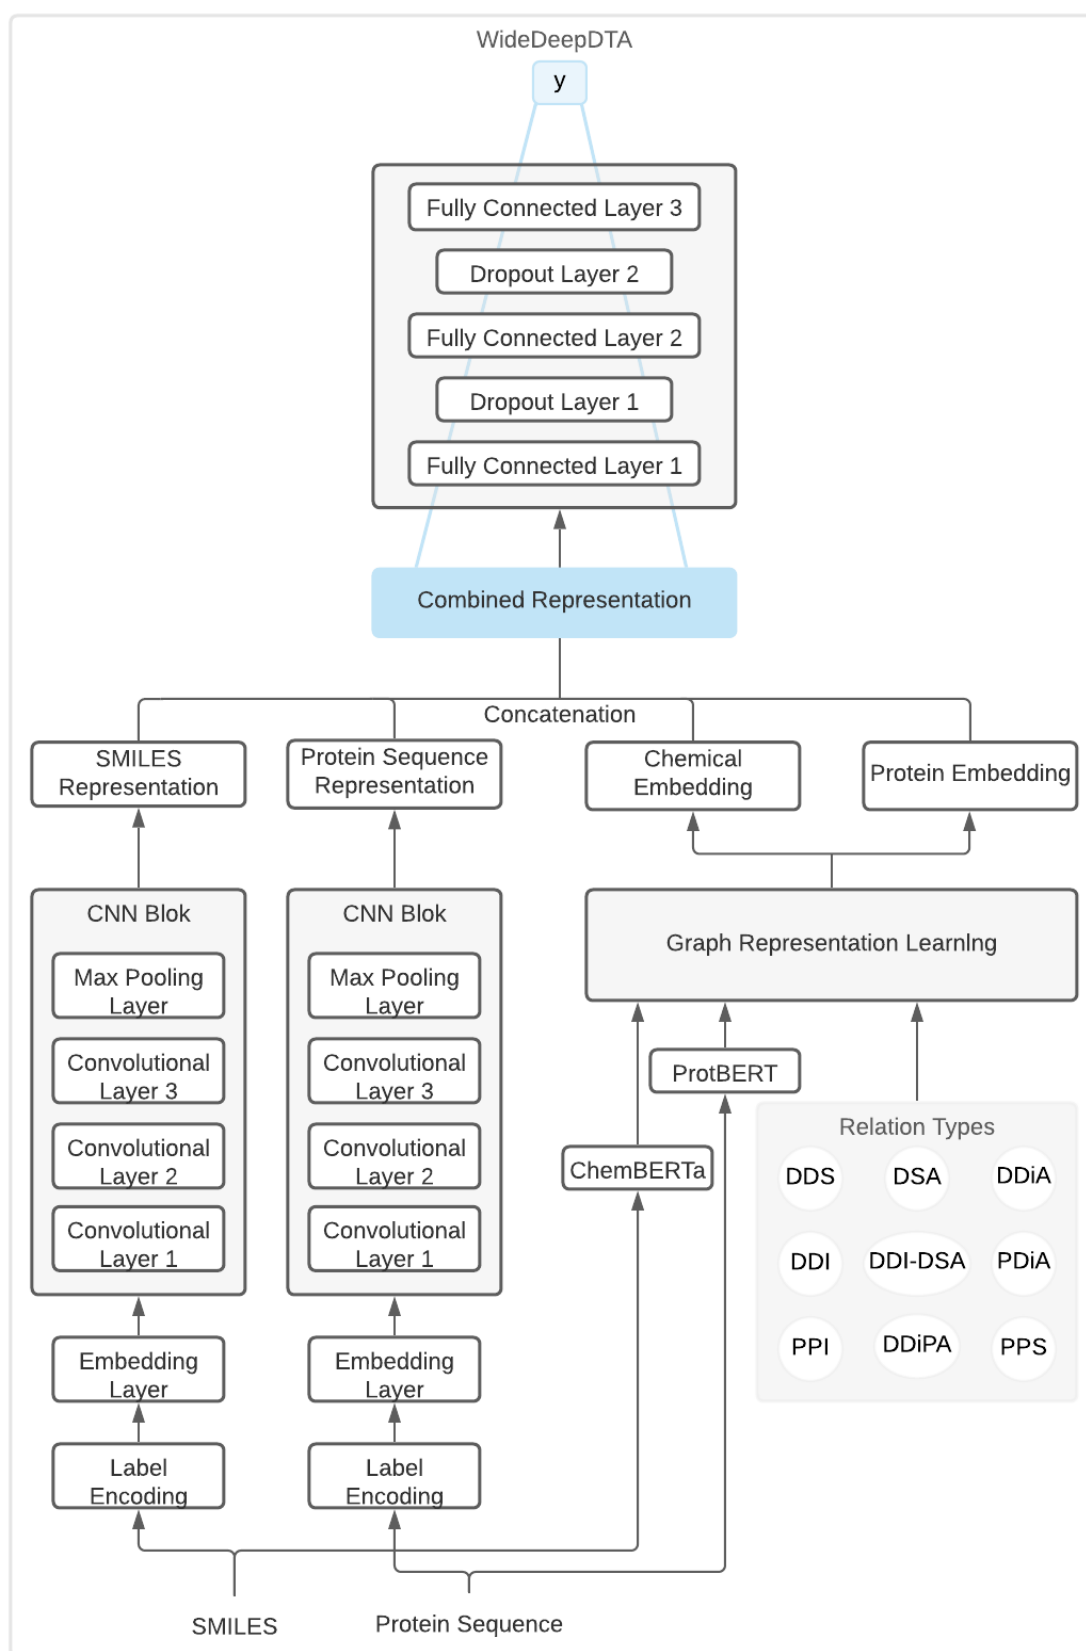 WideDeepDTA
y
Fully Connected Layer 3
Dropout Layer 2
Fully Connected Layer 2
Dropout Layer 1
Fully Connected Layer 1
Combined Representation
Concatenation
SMILES
Representation
Protein Sequence
Representation
Chemical
Embedding
Protein Embedding
CNN Blok
Max Pooling
Layer
Convolutional
Layer 3
Convolutional
Layer 2
Convolutional
Layer 1
CNN Blok
Max Pooling
Layer
Convolutional
Layer 3
Convolutional
Layer 2
Convolutional
Layer 1
Graph Representation LearnIng
ProtBERT
ChemBERTa
Relation Types
DDS DSA DDiA
DDI DDI-DSA PDiA
PPI DDiPA PPS
Embedding
Layer
Embedding
Layer
Label
Encoding
Label
Encoding
SMILES
Protein Sequence